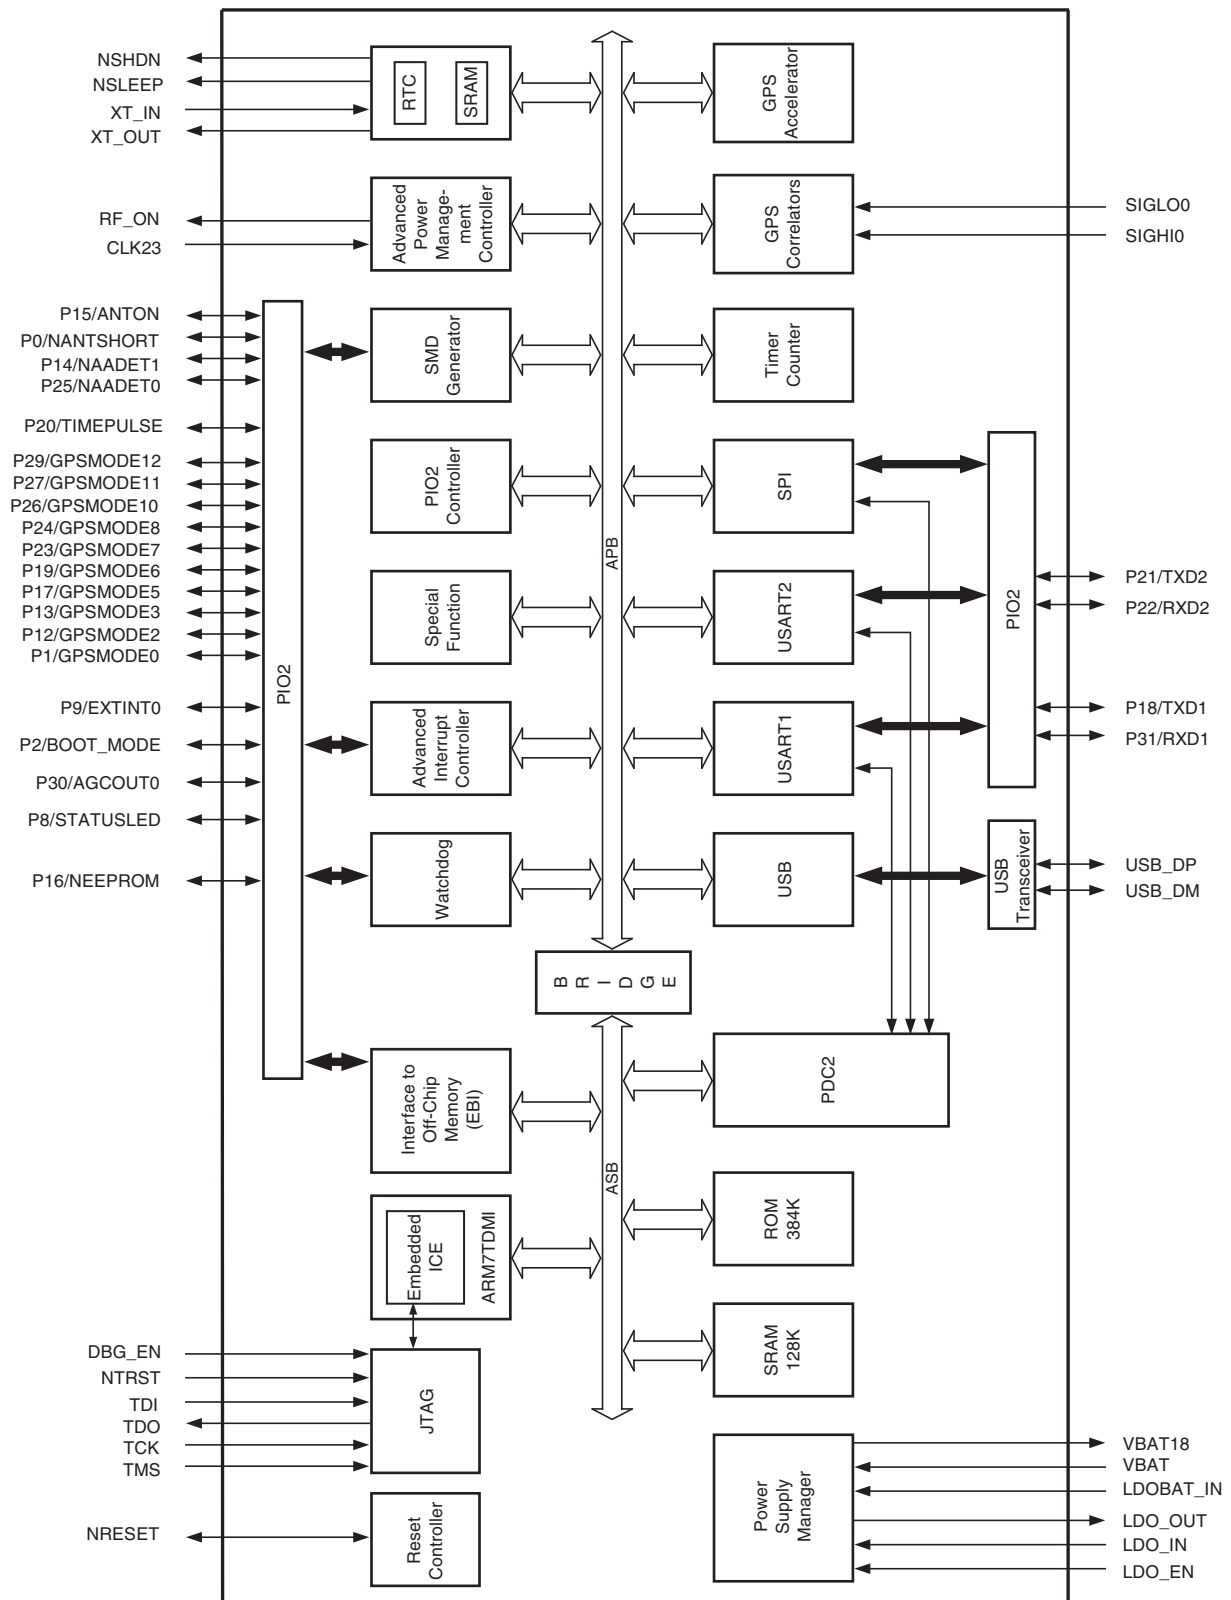 NSHDN
NSLEEP
XT_IN
XT_OUT
RF_ON
CLK23
P15/ANTON
P0/NANTSHORT
P14/NAADET1
P25/NAADET0
P20/TIMEPULSE
P29/GPSMODE12
P27/GPSMODE11
P26/GPSMODE10
P24/GPSMODE8
P23/GPSMODE7
P19/GPSMODE6
P17/GPSMODE5
P13/GPSMODE3
P12/GPSMODE2
P1/GPSMODE0
P9/EXTINT0
P2/BOOT_MODE
P30/AGCOUT0
P8/STATUSLED
P16/NEEPROM
DBG_EN
NTRST
TDI
TDO
TCK
TMS
NRESET
PIO2
RTC
SRAM
Advanced
Power
Manage-
ment
Controller
SMD
Generator
PIO2
Controller
Special
Function
Advanced
Interrupt
Controller
Watchdog
Interface to
Off-Chip
Memory
(EBI)
Embedded
ICE
ARM7TDMI
JTAG
Reset
Controller
APB
BRIDGE
ASB
GPS
Accelerator
GPS
Correlators
Timer
Counter
SPI
USART2
USART1
USB
PDC2
ROM
384K
SRAM
128K
Power
Supply
Manager
PIO2
USB
Transceiver
SIGLO0
SIGHI0
P21/TXD2
P22/RXD2
P18/TXD1
P31/RXD1
USB_DP
USB_DM
VBAT18
VBAT
LDOBAT_IN
LDO_OUT
LDO_IN
LDO_EN